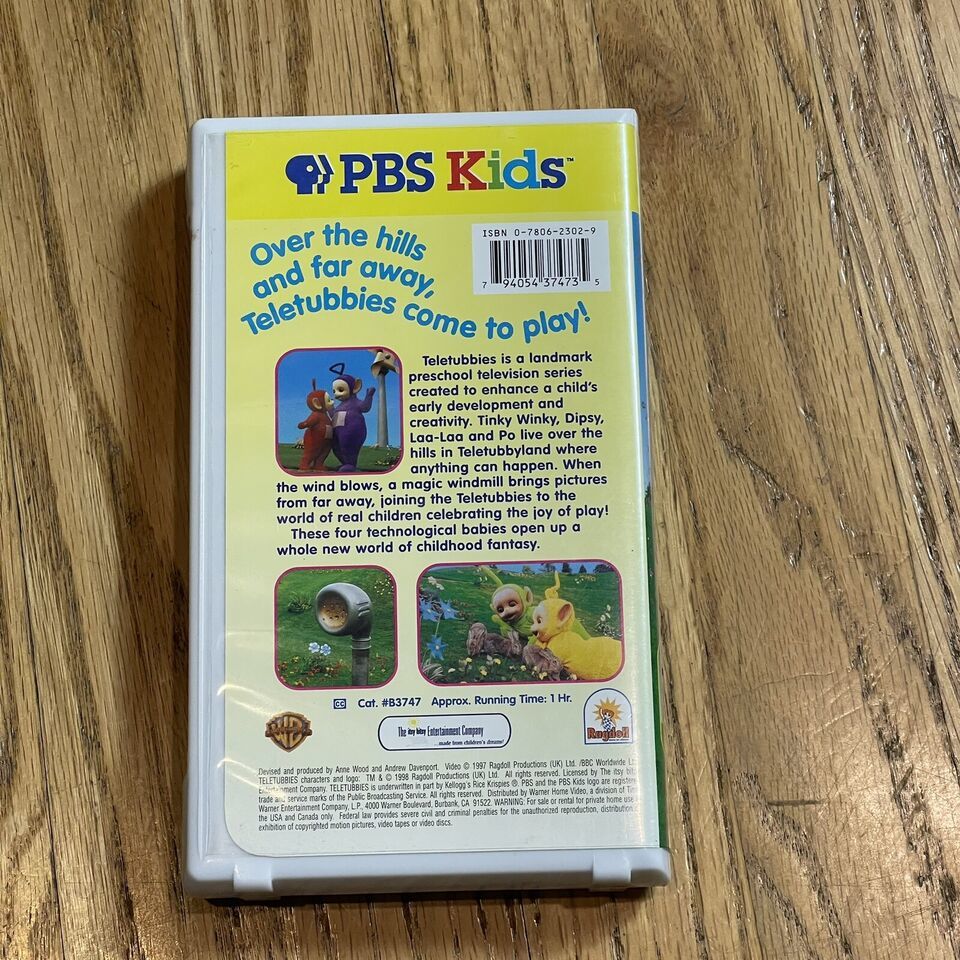 PBS Kids™
ISBN 0-7806-2302-9
7 94054 37473 5
Over the hills
and far away,
Teletubbies come to play!
Teletubbies is a landmark
preschool television series
created to enhance a child's
early development and
creativity. Tinky Winky, Dipsy,
Laa-Laa and Po live over the
hills in Teletubbyland where
anything can happen. When
the wind blows, a magic windmill brings pictures
from far away, joining the Teletubbies to the
world of real children celebrating the joy of play!
These four technological babies open up a
whole new world of childhood fantasy.
CC Cat. #B3747 Approx. Running Time: 1 Hr.
WB
The itsy bitsy Entertainment Company
...made from children's dreams!
Ragdoll
Devised and produced by Anne Wood and Andrew Davenport. Video © 1997 Ragdoll Productions (UK) Ltd. /BBC Worldwide
TELETUBBIES characters and logo: TM & © 1998 Ragdoll Productions (UK) Ltd. All rights reserved. Licensed by The itsy
Entertainment Company. TELETUBBIES is underwritten in part by Kellogg's Rice Krispies ®. PBS and the PBS Kids logo are
trade and service marks of the Public Broadcasting Service. All rights reserved. Distributed by Warner Home Video, a division of
Warner Entertainment Company, L.P., 4000 Warner Boulevard, Burbank, CA 91522. WARNING: For sale or rental for private home use
the USA and Canada only. Federal law provides severe civil and criminal penalties for the unauthorized reproduction, distribution
exhibition of copyrighted motion pictures, video tapes or video discs.